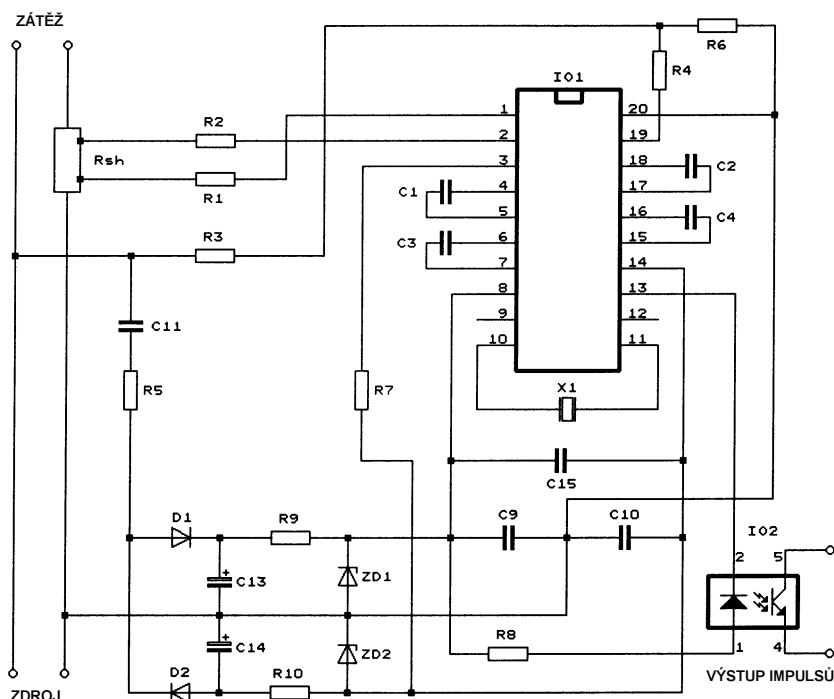 ZÁTĚŽ
R6
R4
IO1
1
20
R2
2
19
Rsh
3
18
C2
R1
C1
4
17
5
16
C4
R3
C3
6
15
7
14
8
13
C11
9
12
10
11
R5
R7
X1
C15
D1
R9
C9
C10
IO2
2
5
C13
ZD1
C14
ZD2
R8
1
4
D2
R10
ZDROJ
VÝSTUP IMPULSŮ
+
+